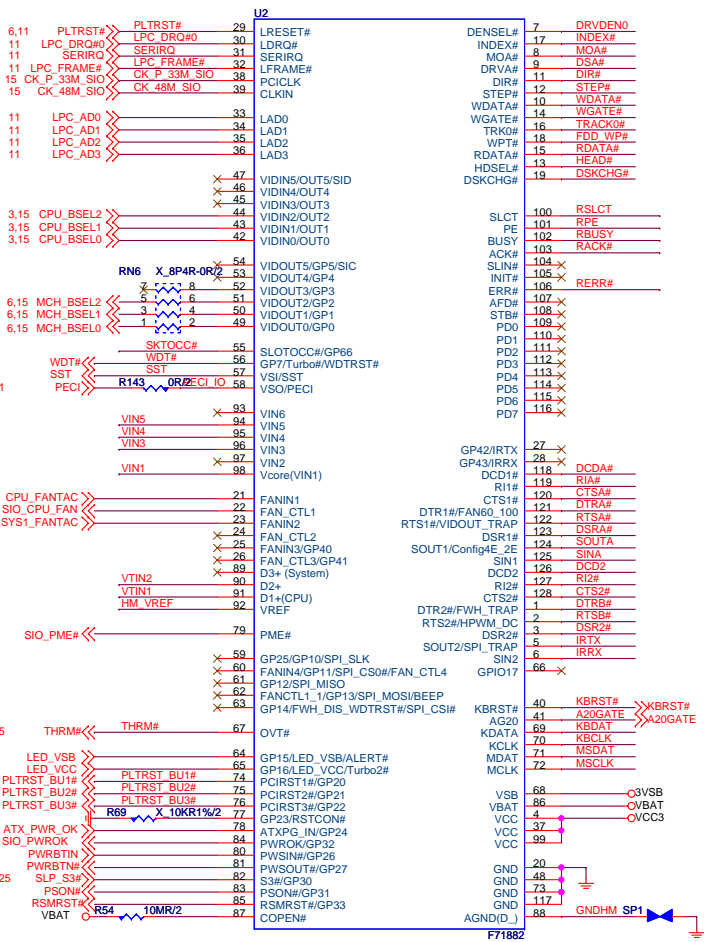 U2
6,11 PLTRST# PLTRST# 29 LRESET# DENSEL# 7 DRVDEN0
11 LPC_DRQ#0 LPC_DRQ#0 30 LDRQ# INDEX# 17 INDEX#
11 SERIRQ SERIRQ 31 SERIRQ MOA# 8 MOA#
11 LPC_FRAME# LPC_FRAME# 32 LFRAME# DRVA# 9 DSA#
15 CK_P_33M_SIO CK_P_33M_SIO 38 PCICLK DIR# 11 DIR#
15 CK_48M_SIO CK_48M_SIO 39 CLKIN STEP# 12 STEP#
WDATA# 10 WDATA#
11 LPC_AD0 33 LAD0 WGATE# 14 WGATE#
11 LPC_AD1 34 LAD1 TRK0# 16 TRACK0#
11 LPC_AD2 35 LAD2 WPT# 18 FDD_WP#
11 LPC_AD3 36 LAD3 RDATA# 15 RDATA#
HDSEL# 13 HEAD#
47 VIDIN5/OUT5/SID DSKCHG# 19 DSKCHG#
46 VIDIN4/OUT4
45 VIDIN3/OUT3
3,15 CPU_BSEL2 44 VIDIN2/OUT2 SLCT 100 RSLCT
3,15 CPU_BSEL1 43 VIDIN1/OUT1 PE 101 RPE
3,15 CPU_BSEL0 42 VIDIN0/OUT0 BUSY 102 RBUSY
ACK# 103 RACK#
54 VIDOUT5/GP5/SIC SLIN# 104
RN6 X_8P4R-0R/2 53 VIDOUT4/GP4 INIT# 105
7 8 52 VIDOUT3/GP3 ERR# 106 RERR#
6,15 MCH_BSEL2 5 6 51 VIDOUT2/GP2 AFD# 107
6,15 MCH_BSEL1 3 4 50 VIDOUT1/GP1 STB# 108
6,15 MCH_BSEL0 1 2 49 VIDOUT0/GP0 PD0 109
PD1 110
SKTOCC# 55 SLOTOCC#/GP66 PD2 111
WDT# WDT# 56 GP7/Turbo#/WDTRST# PD3 112
SST SST 57 VSI/SST PD4 113
1 PECI R143 0R/2 PECI_IO 58 VSO/PECI PD5 114
PD6 115
93 VIN6 PD7 116
VIN5 94 VIN5
VIN4 95 VIN4
VIN3 96 VIN3 GP42/IRTX 27
97 VIN2 GP43/IRRX 28
VIN1 98 Vcore(VIN1) DCD1# 118 DCDA#
RI1# 119 RIA#
CPU_FANTAC 21 FANIN1 CTS1# 120 CTSA#
SIO_CPU_FAN 22 FAN_CTL1 DTR1#/FAN60_100 121 DTRA#
SYS1_FANTAC 23 FANIN2 RTS1#/VIDOUT_TRAP 122 RTSA#
24 FAN_CTL2 DSR1# 123 DSRA#
25 FANIN3/GP40 SOUT1/Config4E_2E 124 SOUTA
26 FAN_CTL3/GP41 SIN1 125 SINA
89 D3+ (System) DCD2 126 DCD2
VTIN2 90 D2+ RI2# 127 RI2#
VTIN1 91 D1+(CPU) CTS2# 128 CTS2#
HM_VREF 92 VREF DTR2#/FWH_TRAP 1 DTRB#
RTS2#/HPWM_DC 2 RTSB#
SIO_PME# 79 PME# DSR2# 3 DSR2#
SOUT2/SPI_TRAP 5 IRTX
59 GP25/GP10/SPI_SLK SIN2 6 IRRX
60 FANIN4/GP11/SPI_CS0#/FAN_CTL4 GPIO17 66
61 GP12/SPI_MISO
62 FANCTL1_1/GP13/SPI_MOSI/BEEP
63 GP14/FWH_DIS_WDTRST#/SPI_CSI# KBRST# 40 KBRST# KBRST#
AG20 41 A20GATE A20GATE
5 THRM# THRM# 67 OVT# KDATA 69 KBDAT
KCLK 70 KBCLK
LED_VSB 64 GP15/LED_VSB/ALERT# MDAT 71 MSDAT
LED_VCC 65 GP16/LED_VCC/Turbo2# MCLK 72 MSCLK
PLTRST_BU1# PLTRST_BU1# 74 PCIRST1#/GP20
PLTRST_BU2# PLTRST_BU2# 75 PCIRST2#/GP21 VSB 68 3VSB
PLTRST_BU3# PLTRST_BU3# 76 PCIRST3#/GP22 VBAT 86 VBAT
R69 X_10KR1%/2 77 GP23/RSTCON# VCC 4 VCC3
ATX_PWR_OK 78 ATXPG_IN/GP24 VCC 37
SIO_PWROK 84 PWROK/GP32 VCC 99
PWRBTIN 80 PWSIN#/GP26
PWRBTN# 81 PWSOUT#/GP27 GND 20
25 SLP_S3# 82 S3#/GP30 GND 48
PSON# 83 PSON#/GP31 GND 73
RSMRST# 85 RSMRST#/GP33 GND 117
VBAT R54 10MR/2 87 COPEN# AGND(D_) 88 GNDHM SP1
F71882